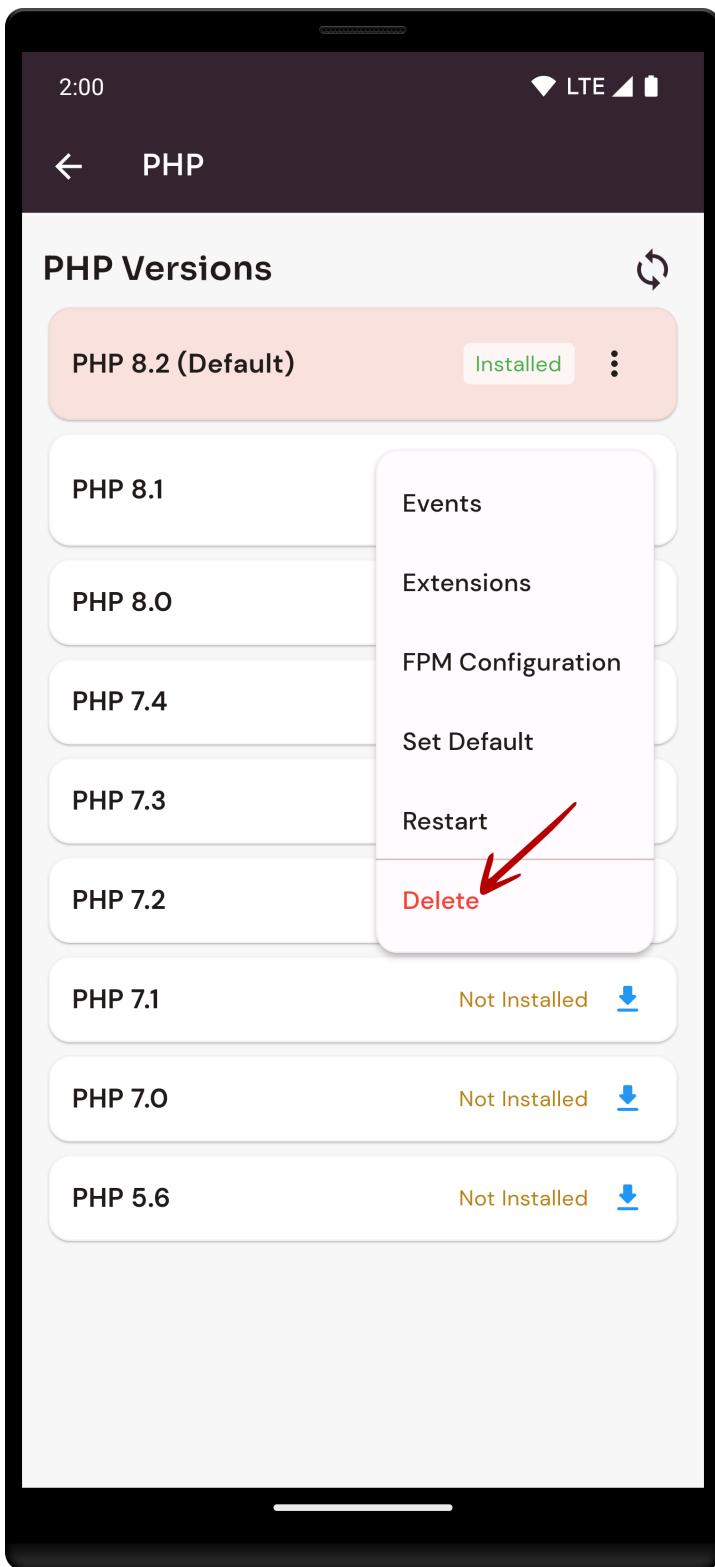 2:00 LTE
PHP
PHP Versions
PHP 8.2 (Default) Installed
PHP 8.1
Events
Extensions
PHP 8.0
FPM Configuration
PHP 7.4
Set Default
PHP 7.3
Restart
PHP 7.2
Delete
PHP 7.1 Not Installed
PHP 7.0 Not Installed
PHP 5.6 Not Installed